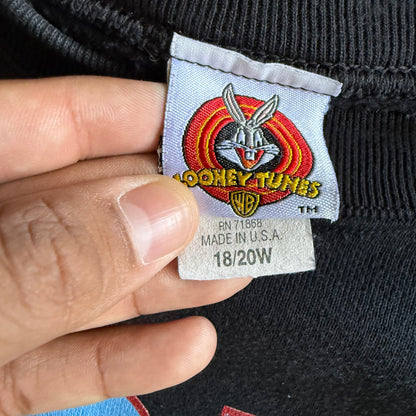 LOONEY TUNES
WB
TM
RN 71868
MADE IN U.S.A.
18/20W